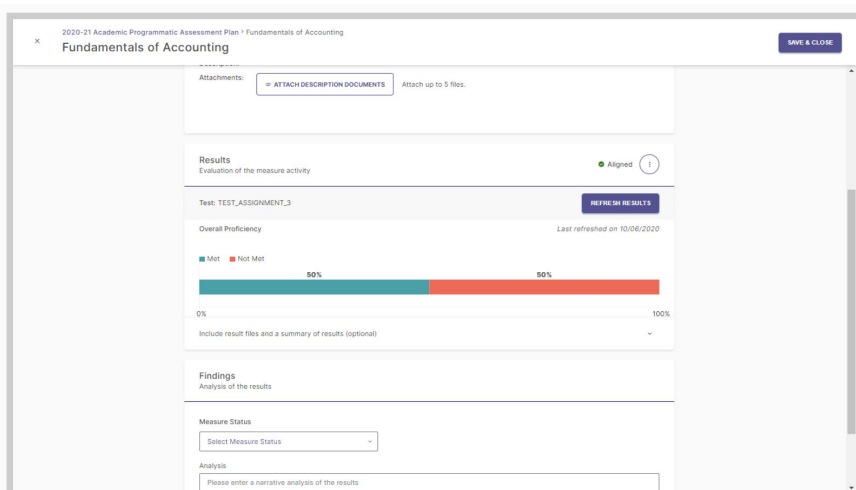 2020-21 Academic Programmatic Assessment Plan > Fundamentals of Accounting
× Fundamentals of Accounting
SAVE & CLOSE
Attachments:
ATTACH DESCRIPTION DOCUMENTS
Attach up to 5 files.
Results
Evaluation of the measure activity
Aligned
Test: TEST_ASSIGNMENT_3
REFRESH RESULTS
Overall Proficiency
Last refreshed on 10/06/2020
Met Not Met
50% 50%
0% 100%
Include result files and a summary of results (optional)
Findings
Analysis of the results
Measure Status
Select Measure Status
Analysis
Please enter a narrative analysis of the results